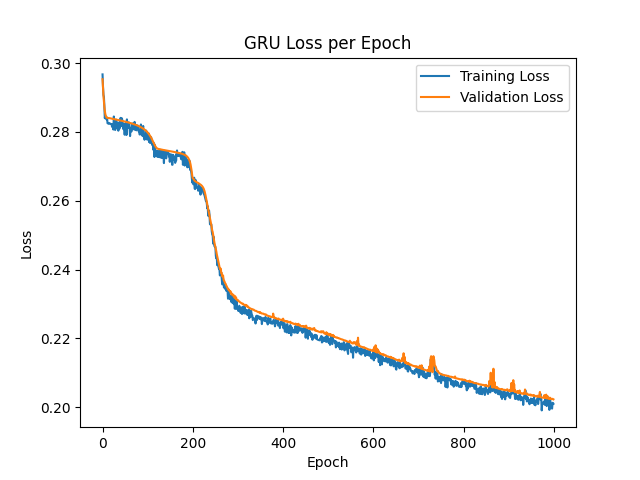 GRU Loss per Epoch
Training Loss
Validation Loss
Loss
0.30
0.28
0.26
0.24
0.22
0.20
0 200 400 600 800 1000
Epoch